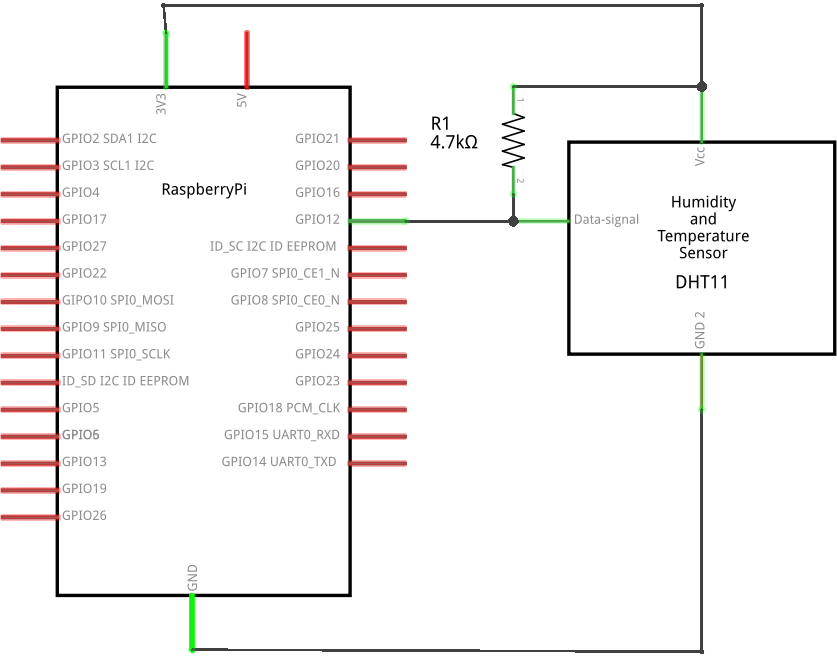 3V3
5V
GPIO2 SDA1 I2C
GPIO3 SCL1 I2C
GPIO4
GPIO17
GPIO27
GPIO22
GIPO10 SPI0_MOSI
GPIO9 SPI0_MISO
GPIO11 SPI0_SCLK
ID_SD I2C ID EEPROM
GPIO5
GPIO6
GPIO13
GPIO19
GPIO26
RaspberryPi
GPIO21
GPIO20
GPIO16
GPIO12
ID_SC I2C ID EEPROM
GPIO7 SPI0_CE1_N
GPIO8 SPI0_CE0_N
GPIO25
GPIO24
GPIO23
GPIO18 PCM_CLK
GPIO15 UART0_RXD
GPIO14 UART0_TXD
GND
R1
4.7kΩ
1
2
Vcc
Data-signal
Humidity
and
Temperature
Sensor
DHT11
GND 2